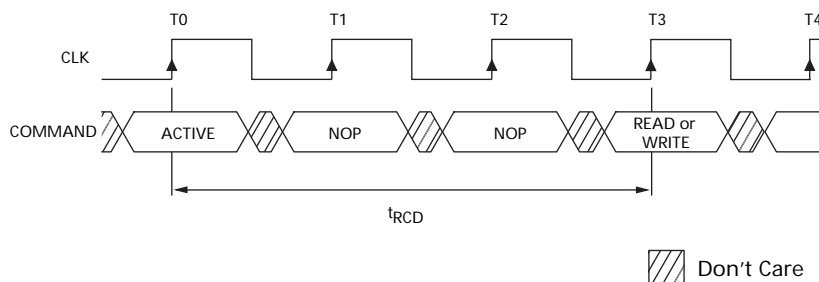 T0 T1 T2 T3 T4
CLK
COMMAND ACTIVE NOP NOP READ or
WRITE
tRCD
Don't Care